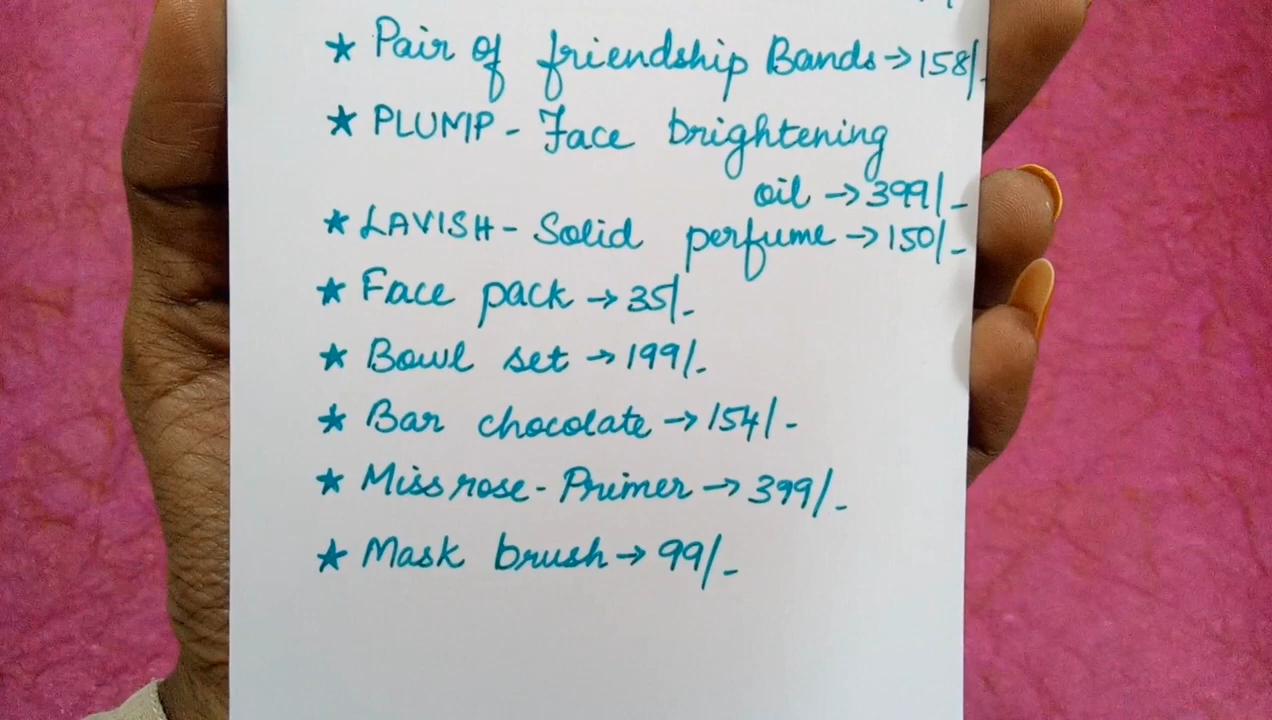 ★ Pair of friendship Bands → 158/-
★ PLUMP - Face brightening
oil → 399/-
★ LAVISH - Solid perfume → 150/-
★ Face pack → 35/-
★ Bowl set → 199/-
★ Bar chocolate → 154/-
★ Miss rose - Primer → 399/-
★ Mask brush → 99/-